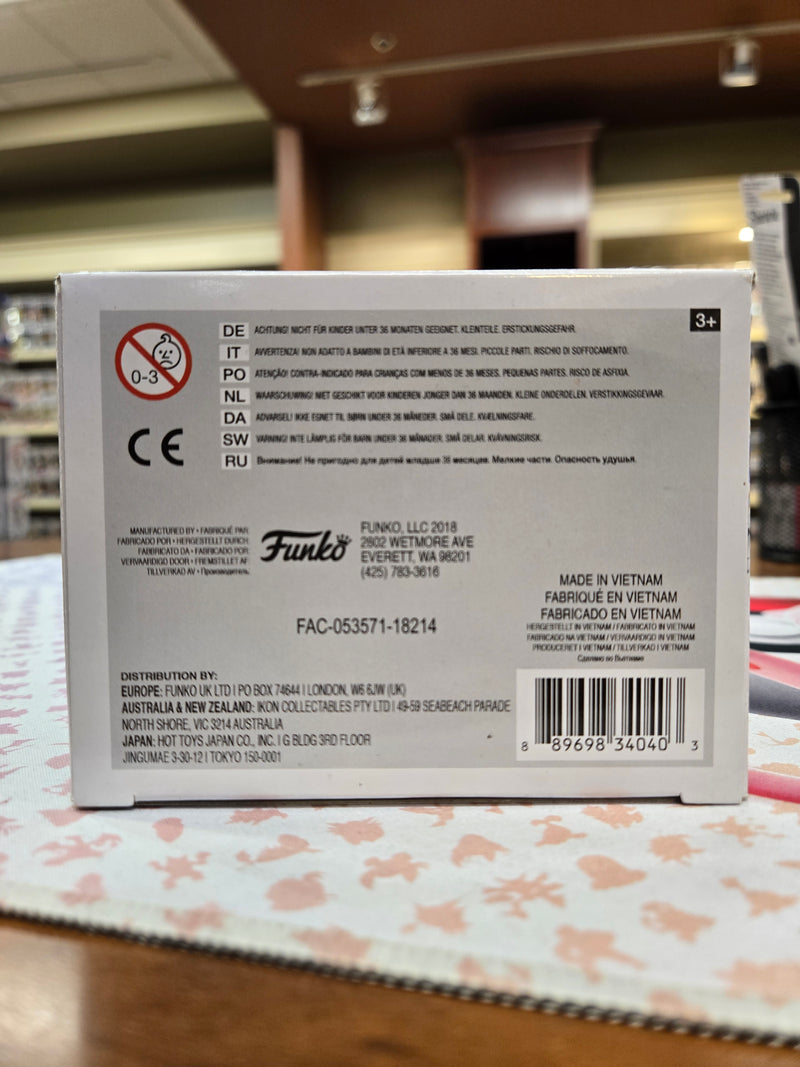 3+
0-3
DE ACHTUNG! NICHT FÜR KINDER UNTER 36 MONATEN GEEIGNET. KLEINTEILE. ERSTICKUNGSGEFAHR.
IT AVVERTENZA! NON ADATTO A BAMBINI DI ETÀ INFERIORE A 36 MESI. PICCOLE PARTI. RISCHIO DI SOFFOCAMENTO.
PO ATENÇÃO! CONTRA-INDICADO PARA CRIANÇAS COM MENOS DE 36 MESES. PEQUENAS PARTES. RISCO DE ASFIXIA.
NL WAARSCHUWING! NIET GESCHIKT VOOR KINDEREN JONGER DAN 36 MAANDEN. KLEINE ONDERDELEN. VERSTIKKINGSGEVAAR.
DA ADVARSEL! IKKE EGNET TIL BØRN UNDER 36 MÅNEDER. SMÅ DELE. KVÆLNINGSFARE.
SW VARNING! INTE LÄMPLIG FÖR BARN UNDER 36 MÅNADER. SMÅ DELAR. KVÄVNINGSRISK.
RU Внимание! Не пригодно для детей младше 36 месяцев. Мелкие части. Опасность удушья.
CE
MANUFACTURED BY • FABRIQUÉ PAR
FABRICADO POR • HERGESTELLT DURCH
FABBRICATO DA • FABRICADO POR
VERVAARDIGD DOOR • FREMSTILLET AF
TILLVERKAD AV • Производитель
Funko
FUNKO, LLC 2018
2802 WETMORE AVE
EVERETT, WA 98201
(425) 783-3616
FAC-053571-18214
MADE IN VIETNAM
FABRIQUÉ EN VIETNAM
FABRICADO EN VIETNAM
HERGESTELLT IN VIETNAM / FABBRICATO IN VIETNAM
FABRICADO NA VIETNAM / VERVAARDIGD IN VIETNAM
PRODUCERET I VIETNAM / TILLVERKAD I VIETNAM
Сделано во Вьетнаме
DISTRIBUTION BY:
EUROPE: FUNKO UK LTD | PO BOX 74644 | LONDON, W6 6JW (UK)
AUSTRALIA & NEW ZEALAND: IKON COLLECTABLES PTY LTD | 49-59 SEABEACH PARADE
NORTH SHORE, VIC 3214 AUSTRALIA
JAPAN: HOT TOYS JAPAN CO., INC. | G BLDG 3RD FLOOR
JINGUMAE 3-30-12 | TOKYO 150-0001
8 89698 34040 3